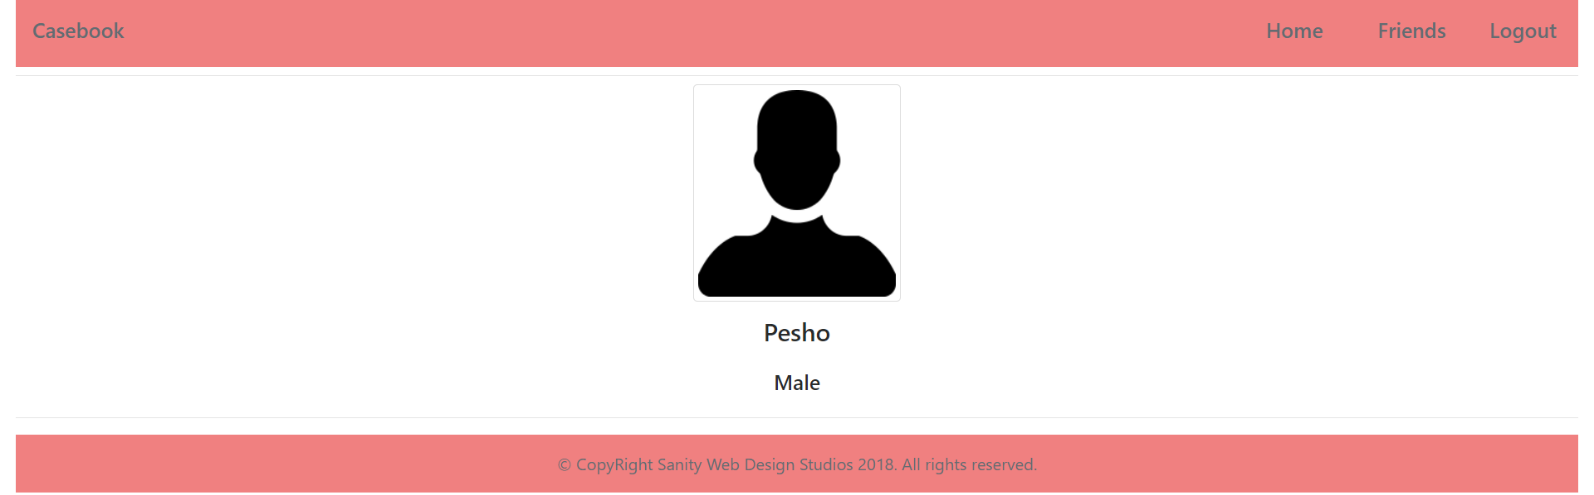 Casebook Home Friends Logout
Pesho
Male
© CopyRight Sanity Web Design Studios 2018. All rights reserved.